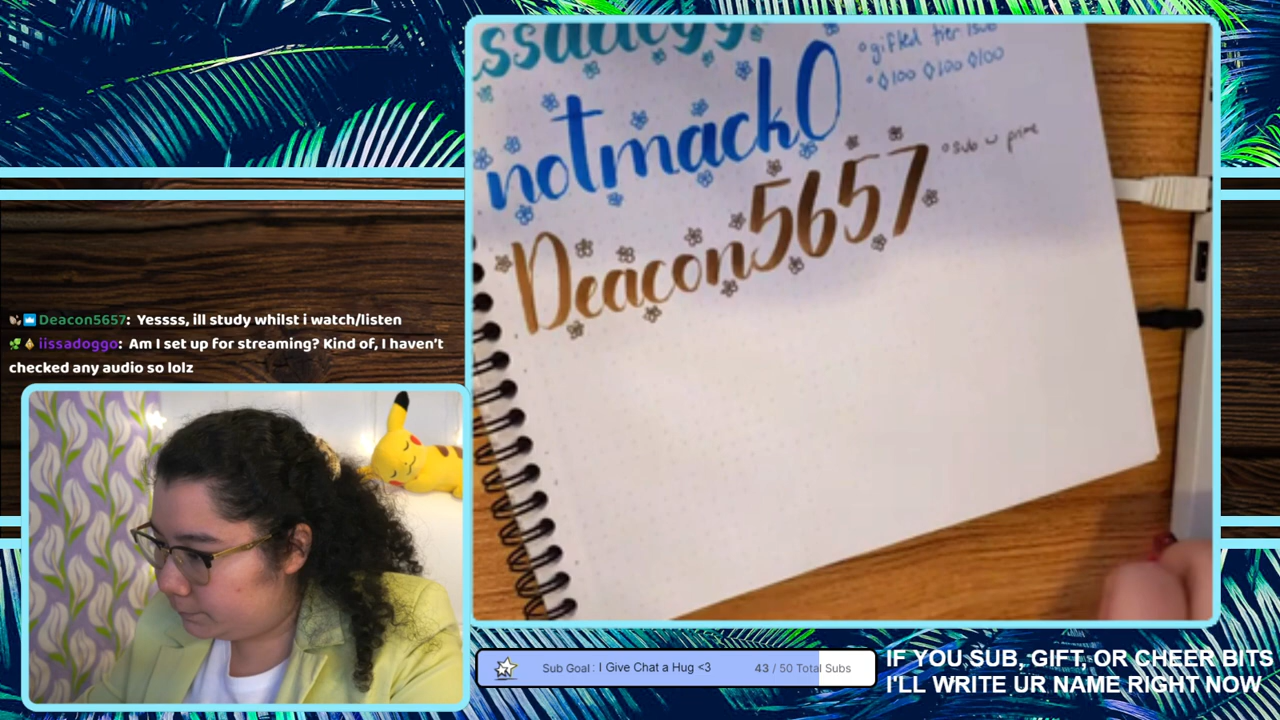 ssadogg
notmack0
• gifted tier 1 sub
• ◊100 ◊100 ◊100
Deacon5657
• sub w prime
Deacon5657: Yessss, ill study whilst i watch/listen
iissadoggo: Am I set up for streaming? Kind of, I haven't
checked any audio so lolz
Sub Goal: I Give Chat a Hug <3 43 / 50 Total Subs
IF YOU SUB, GIFT, OR CHEER BITS
I'LL WRITE UR NAME RIGHT NOW